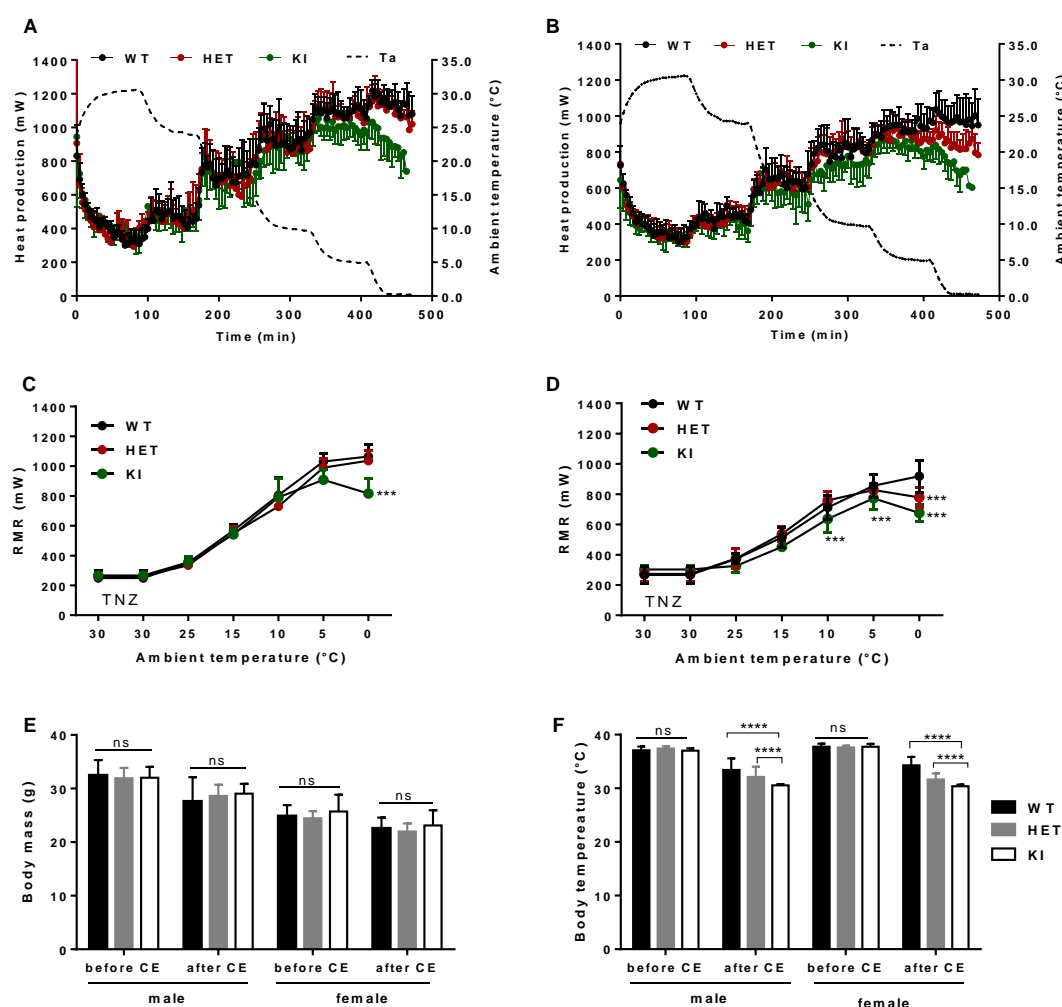 A
WT HET KI Ta
1400
1200
1000
800
600
400
200
0
Heat production (mW)
35.0
30.0
25.0
20.0
15.0
10.0
5.0
0.0
Ambient temperature (°C)
0 100 200 300 400 500
Time (min)
B
WT HET KI Ta
1400
1200
1000
800
600
400
200
0
Heat production (mW)
35.0
30.0
25.0
20.0
15.0
10.0
5.0
0.0
Ambient temperature (°C)
0 100 200 300 400 500
Time (min)
C
1400
1200
1000
800
600
400
200
0
RMR (mW)
WT
HET
KI
***
TNZ
30 30 25 15 10 5 0
Ambient temperature (°C)
D
1400
1200
1000
800
600
400
200
0
RMR (mW)
WT
HET
KI
***
***
***
***
TNZ
30 30 25 15 10 5 0
Ambient temperature (°C)
E
40
30
20
10
0
Body mass (g)
ns
ns
ns
ns
before CE after CE before CE after CE
male female
F
40
30
20
10
0
Body tempereature (°C)
ns
****
****
ns
****
****
before CE after CE before CE after CE
male female
WT
HET
KI